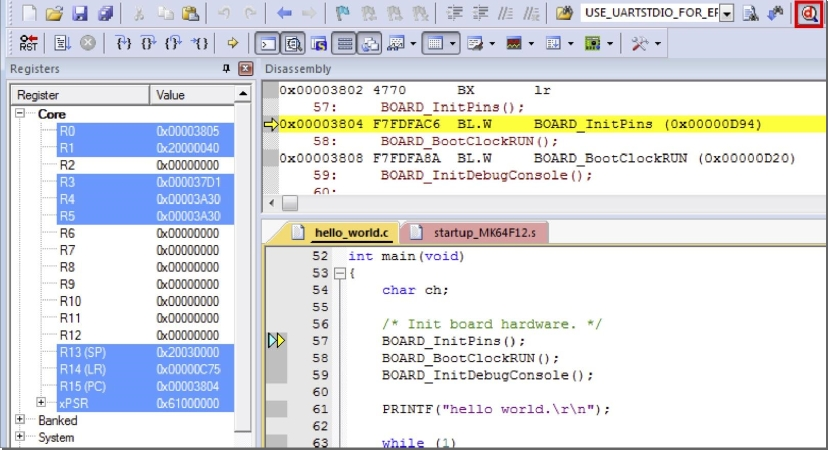 USE_UARTSTDIO_FOR_EF
RST
Registers
Register Value
Core
R0 0x00003805
R1 0x20000040
R2 0x00000000
R3 0x000037D1
R4 0x00003A30
R5 0x00003A30
R6 0x00000000
R7 0x00000000
R8 0x00000000
R9 0x00000000
R10 0x00000000
R11 0x00000000
R12 0x00000000
R13 (SP) 0x20030000
R14 (LR) 0x00000C75
R15 (PC) 0x00003804
xPSR 0x61000000
Banked
System
Disassembly
0x00003802 4770 BX lr
57: BOARD_InitPins();
0x00003804 F7FDFAC6 BL.W BOARD_InitPins (0x00000D94)
58: BOARD_BootClockRUN();
0x00003808 F7FDFA8A BL.W BOARD_BootClockRUN (0x00000D20)
59: BOARD_InitDebugConsole();
60:
hello_world.c startup_MK64F12.s
52 int main(void)
53 {
54 char ch;
55
56 /* Init board hardware. */
57 BOARD_InitPins();
58 BOARD_BootClockRUN();
59 BOARD_InitDebugConsole();
60
61 PRINTF("hello world.\r\n");
62
63 while (1)